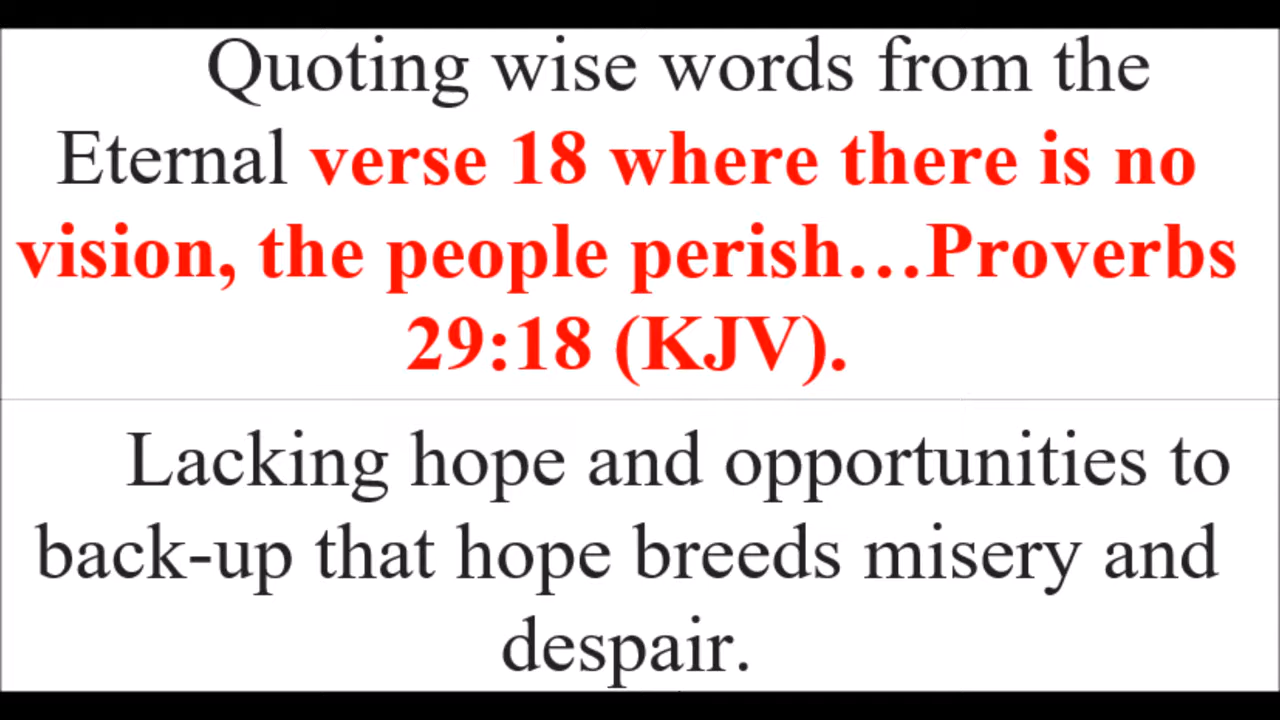 Quoting wise words from the
Eternal verse 18 where there is no
vision, the people perish…Proverbs
29:18 (KJV).
Lacking hope and opportunities to
back-up that hope breeds misery and
despair.